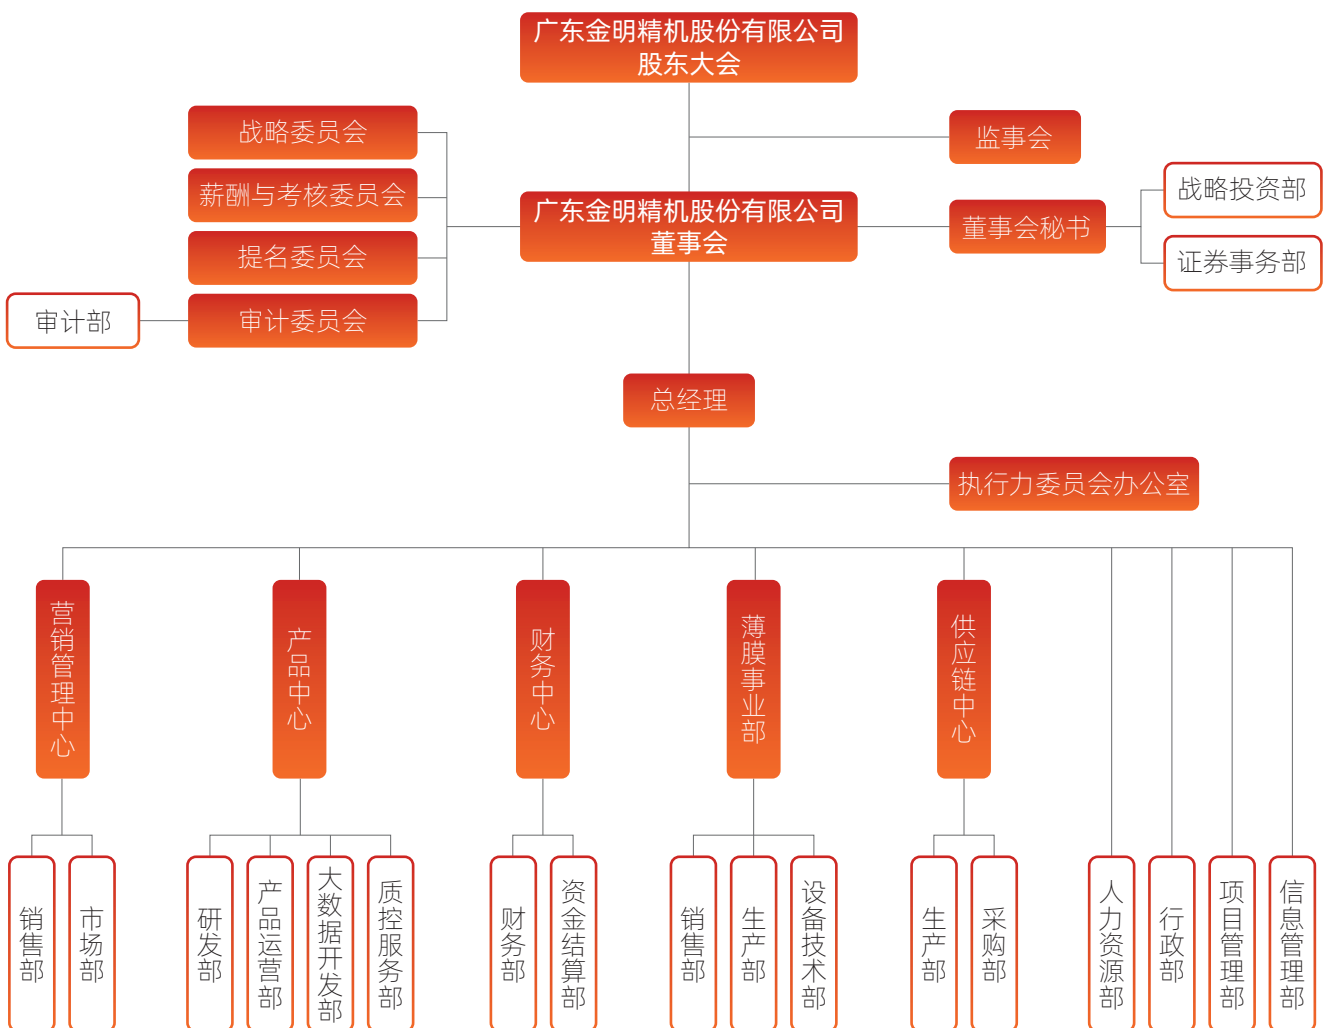 广东金明精机股份有限公司
股东大会
战略委员会
监事会
薪酬与考核委员会
广东金明精机股份有限公司
董事会
董事会秘书
战略投资部
提名委员会
证券事务部
审计部
审计委员会
总经理
执行力委员会办公室
营销管理中心
产品中心
财务中心
薄膜事业部
供应链中心
销售部
市场部
研发部
产品运营部
大数据开发部
质控服务部
财务部
资金结算部
销售部
生产部
设备技术部
生产部
采购部
人力资源部
行政部
项目管理部
信息管理部